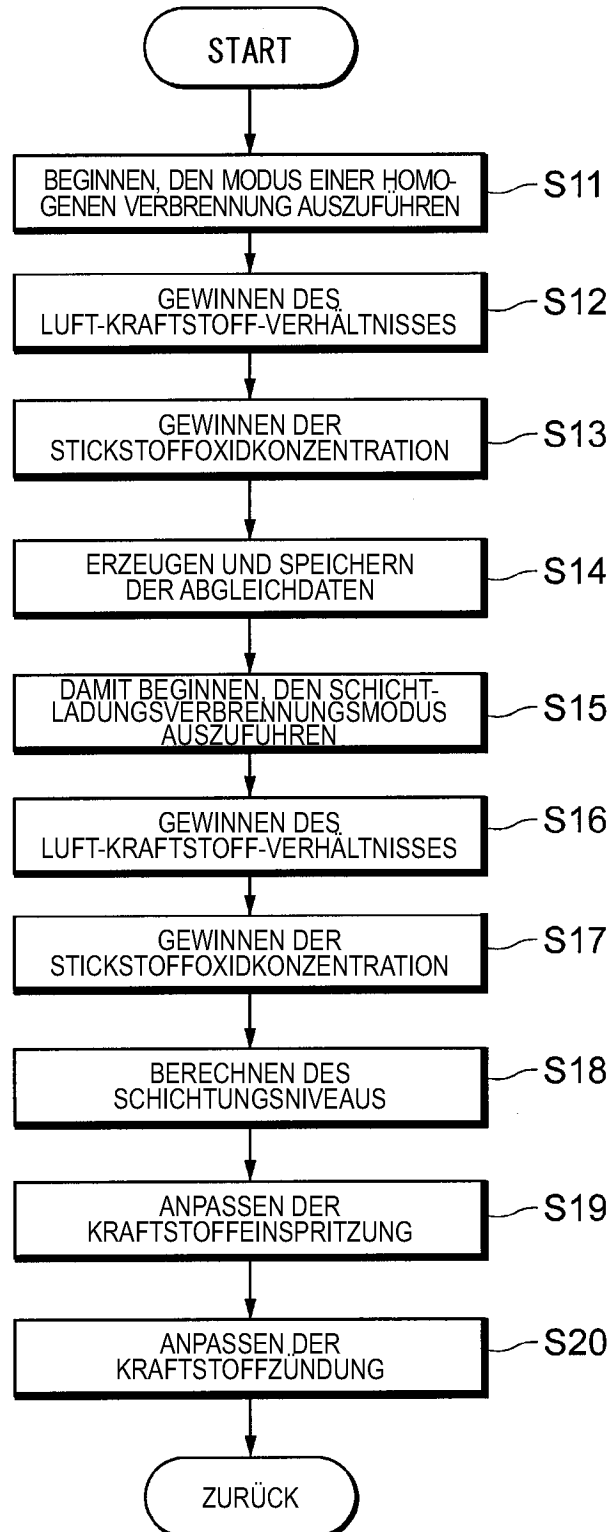 START
BEGINNEN, DEN MODUS EINER HOMO-
GENEN VERBRENNUNG AUSZUFÜHREN
S11
GEWINNEN DES
LUFT-KRAFTSTOFF-VERHÄLTNISSES
S12
GEWINNEN DER
STICKSTOFFOXIDKONZENTRATION
S13
ERZEUGEN UND SPEICHERN
DER ABGLEICHDATEN
S14
DAMIT BEGINNEN, DEN SCHICHT-
LADUNGSVERBRENNUNGSMODUS
AUSZUFÜHREN
S15
GEWINNEN DES
LUFT-KRAFTSTOFF-VERHÄLTNISSES
S16
GEWINNEN DER
STICKSTOFFOXIDKONZENTRATION
S17
BERECHNEN DES
SCHICHTUNGSNIVEAUS
S18
ANPASSEN DER
KRAFTSTOFFEINSPRITZUNG
S19
ANPASSEN DER
KRAFTSTOFFZÜNDUNG
S20
ZURÜCK